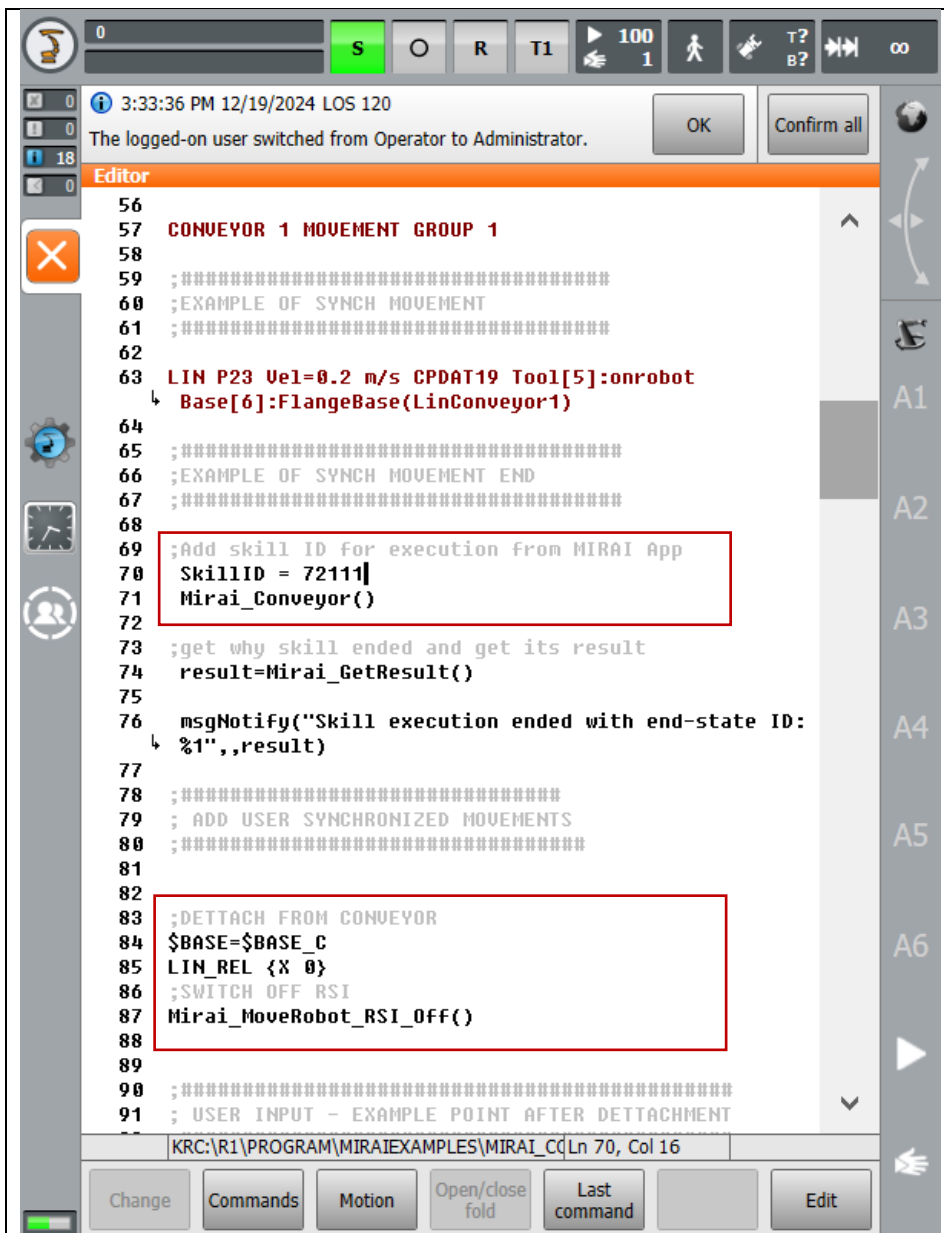 0
S O R T1 100 1 T? B? ∞
0
0
18
0
3:33:36 PM 12/19/2024 LOS 120
The logged-on user switched from Operator to Administrator.
OK
Confirm all
Editor
56
57 CONVEYOR 1 MOVEMENT GROUP 1
58
59 ;###################################
60 ;EXAMPLE OF SYNCH MOVEMENT
61 ;###################################
62
63 LIN P23 Vel=0.2 m/s CPDAT19 Tool[5]:onrobot
↳ Base[6]:FlangeBase(LinConveyor1)
64
65 ;####################################
66 ;EXAMPLE OF SYNCH MOVEMENT END
67 ;####################################
68
69 ;Add skill ID for execution from MIRAI App
70 SkillID = 72111
71 Mirai_Conveyor()
72
73 ;get why skill ended and get its result
74 result=Mirai_GetResult()
75
76 msgNotify("Skill execution ended with end-state ID:
↳ %1",,result)
77
78 ;###############################
79 ; ADD USER SYNCHRONIZED MOVEMENTS
80 ;#################################
81
82
83 ;DETTACH FROM CONVEYOR
84 $BASE=$BASE_C
85 LIN_REL {X 0}
86 ;SWITCH OFF RSI
87 Mirai_MoveRobot_RSI_Off()
88
89
90 ;#############################################
91 ; USER INPUT - EXAMPLE POINT AFTER DETTACHMENT
A1
A2
A3
A4
A5
A6
KRC:\R1\PROGRAM\MIRAIEXAMPLES\MIRAI_CO Ln 70, Col 16
Change
Commands
Motion
Open/close fold
Last command
Edit